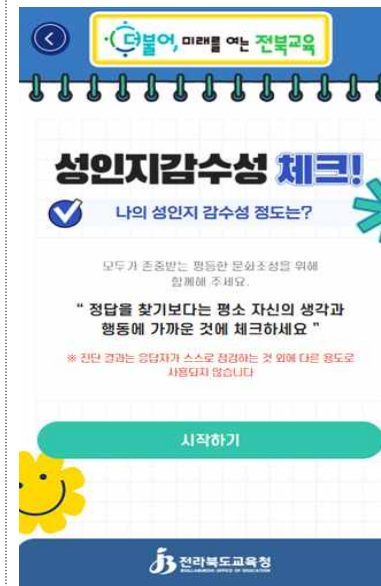 더불어, 미래를 여는 전북교육
성인지감수성 체크!
나의 성인지 감수성 정도는?
모두가 존중받는 평등한 문화조성을 위해
함께해 주세요.
“ 정답을 찾기보다는 평소 자신의 생각과
행동에 가까운 것에 체크하세요 ”
※ 진단 결과는 응답자가 스스로 점검하는 것 외에 다른 용도로
사용되지 않습니다
시작하기
전라북도교육청
JEOLLABUKDO OFFICE OF EDUCATION